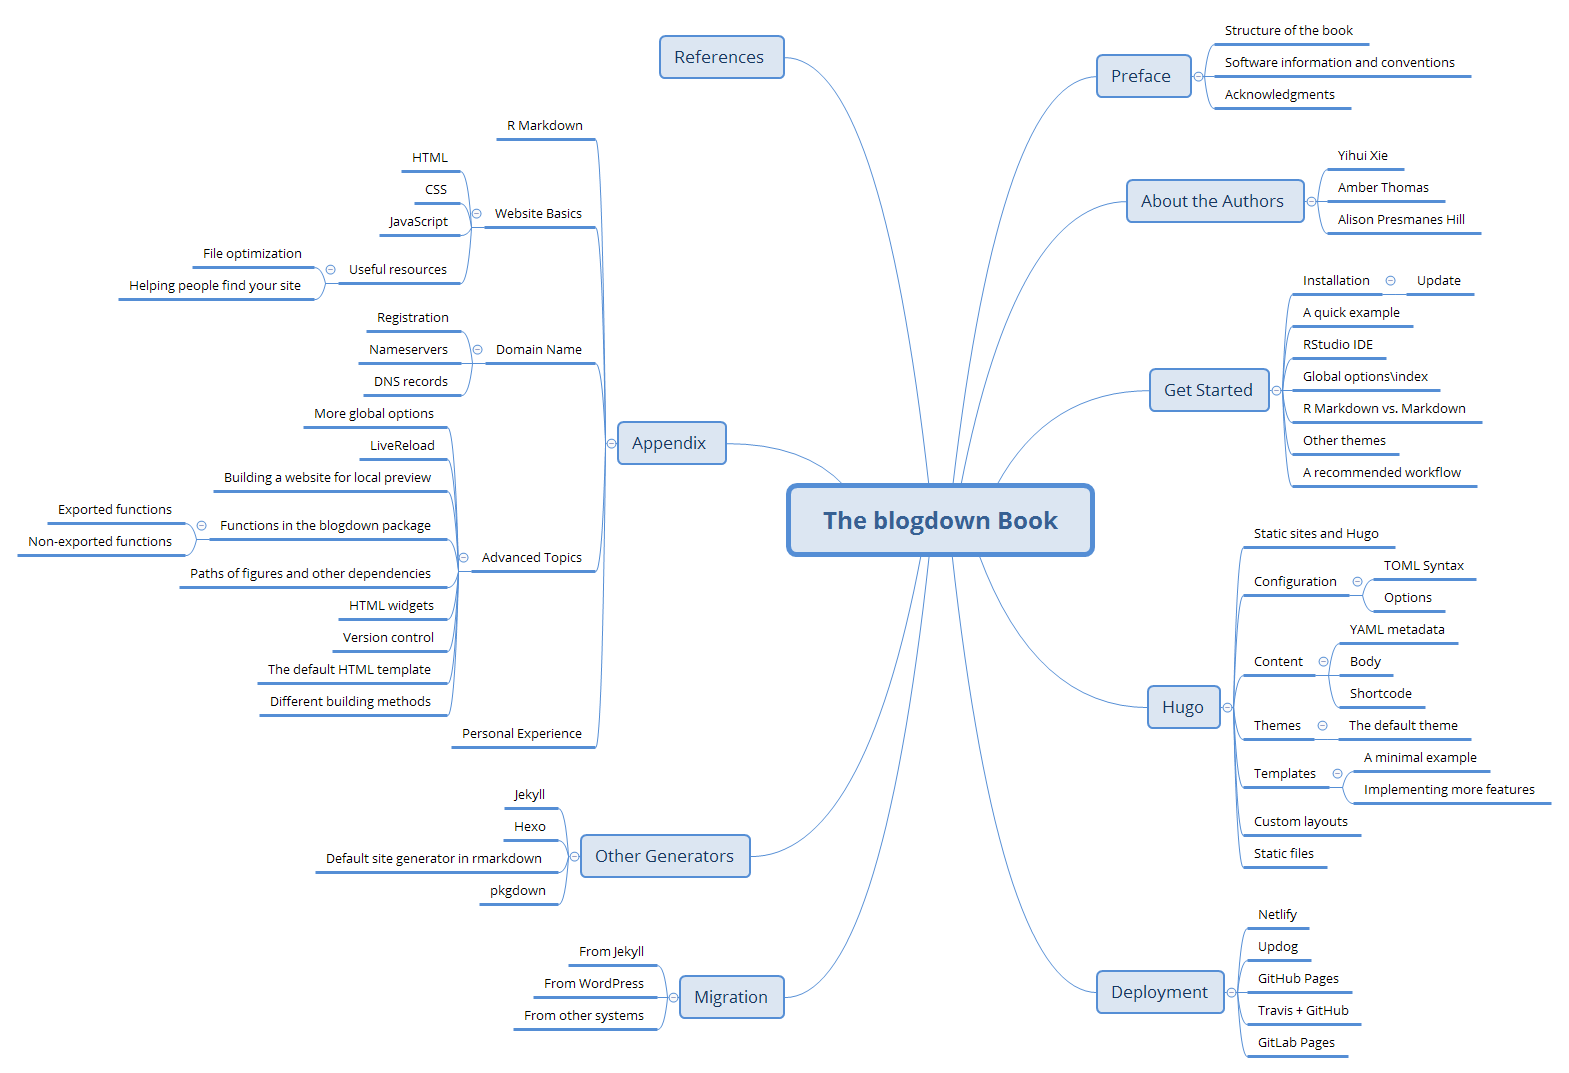 The blogdown Book
Preface
Structure of the book
Software information and conventions
Acknowledgments
About the Authors
Yihui Xie
Amber Thomas
Alison Presmanes Hill
Get Started
Installation
Update
A quick example
RStudio IDE
Global options\index
R Markdown vs. Markdown
Other themes
A recommended workflow
Hugo
Static sites and Hugo
Configuration
TOML Syntax
Options
Content
YAML metadata
Body
Shortcode
Themes
The default theme
Templates
A minimal example
Implementing more features
Custom layouts
Static files
Deployment
Netlify
Updog
GitHub Pages
Travis + GitHub
GitLab Pages
Migration
From Jekyll
From WordPress
From other systems
Other Generators
Jekyll
Hexo
Default site generator in rmarkdown
pkgdown
Appendix
R Markdown
Website Basics
HTML
CSS
JavaScript
Useful resources
File optimization
Helping people find your site
Domain Name
Registration
Nameservers
DNS records
Advanced Topics
More global options
LiveReload
Building a website for local preview
Functions in the blogdown package
Exported functions
Non-exported functions
Paths of figures and other dependencies
HTML widgets
Version control
The default HTML template
Different building methods
Personal Experience
References